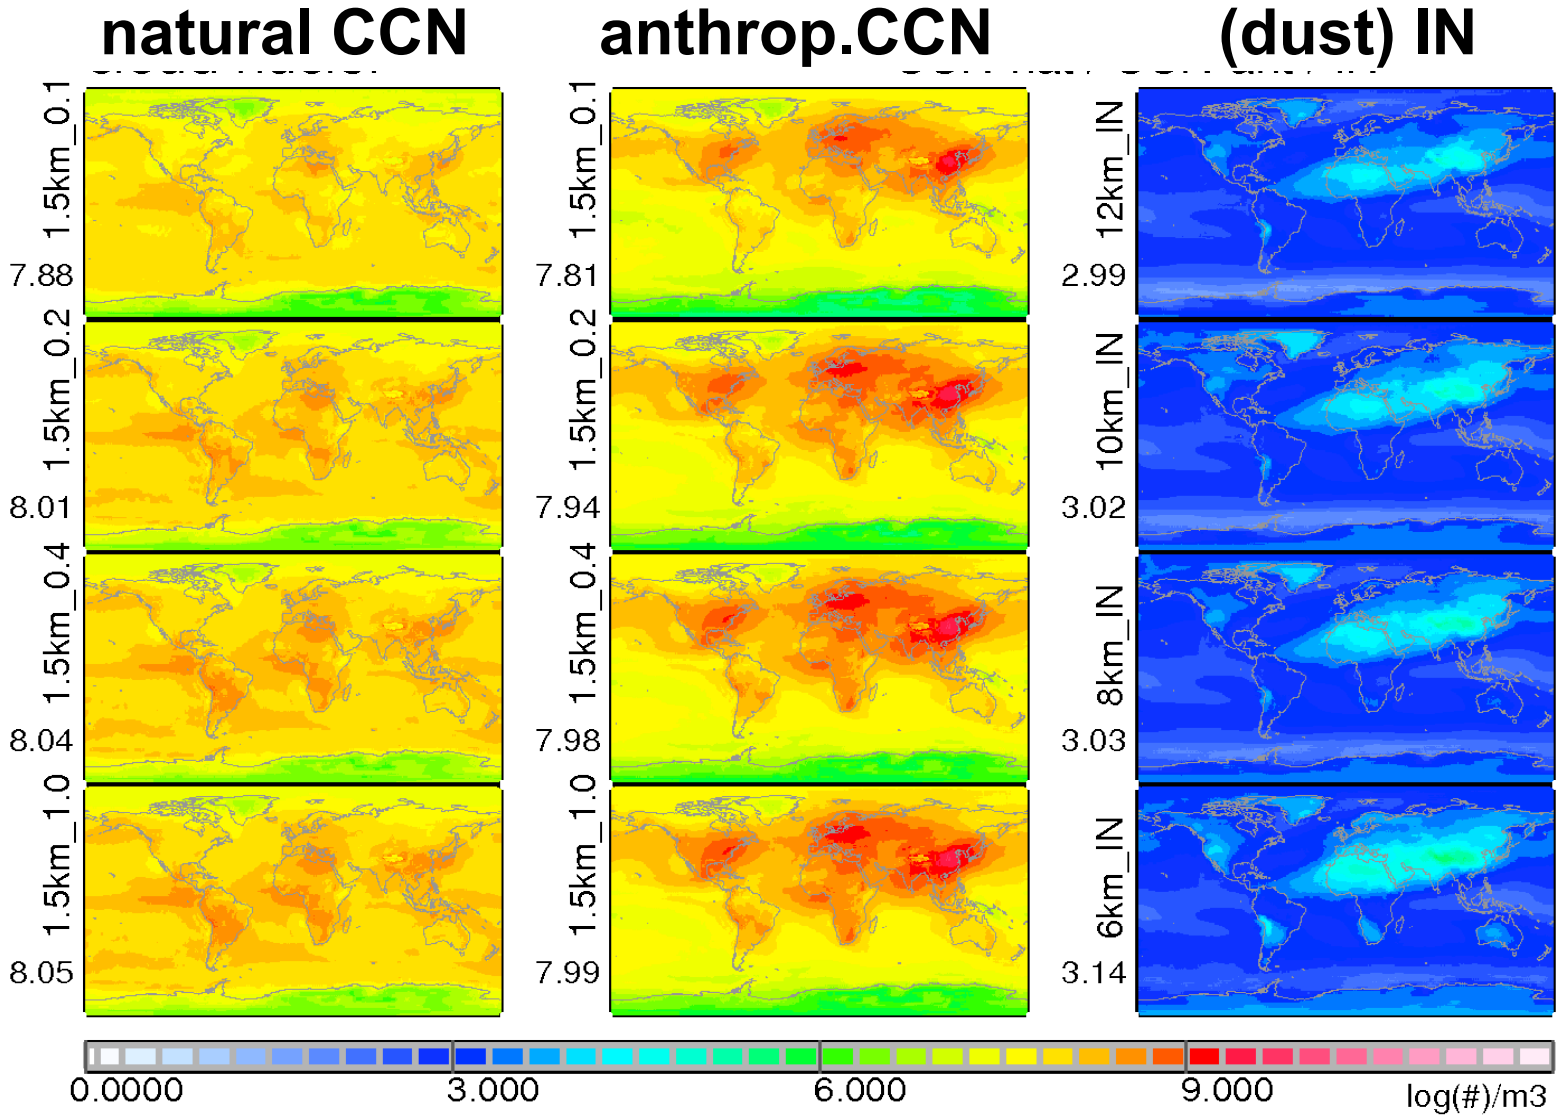 natural CCN anthrop.CCN (dust) IN
1.5km_0.1 1.5km_0.1 12km_IN
7.88 7.81 2.99
1.5km_0.2 1.5km_0.2 10km_IN
8.01 7.94 3.02
1.5km_0.4 1.5km_0.4 8km_IN
8.04 7.98 3.03
1.5km_1.0 1.5km_1.0 6km_IN
8.05 7.99 3.14
0.0000 3.000 6.000 9.000 log(#)/m3